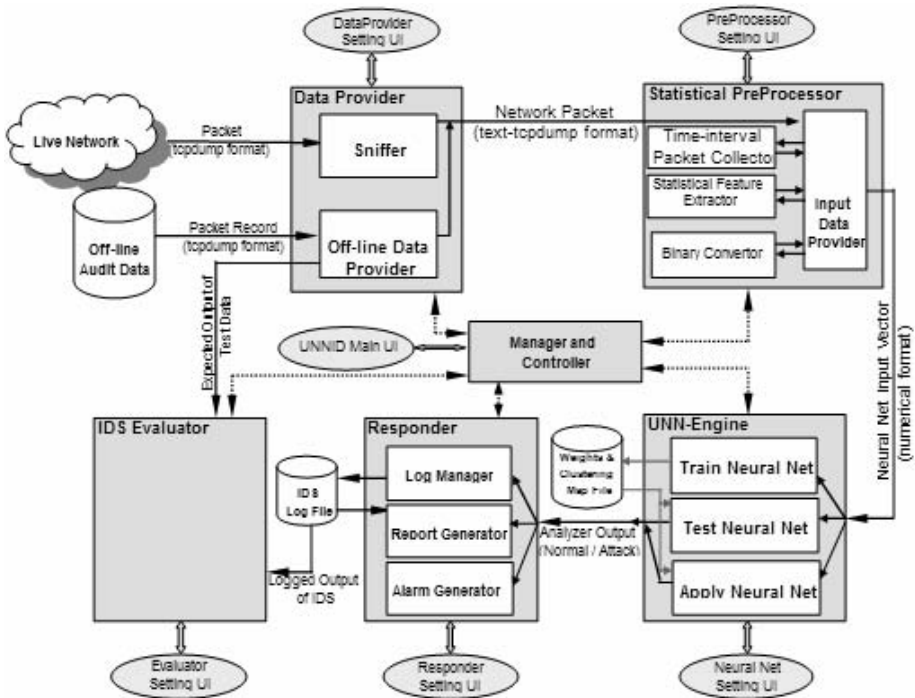 DataProvider
Setting UI
PreProcessor
Setting UI
Data Provider
Statistical PreProcessor
Live Network
Packet
(tcpdump format)
Sniffer
Network Packet
(text-tcpdump format)
Time-interval
Packet Collecto
Statistical Feature
Extractor
Binary Convertor
Input
Data
Provider
Off-line
Audit Data
Packet Record
(tcpdump format)
Off-line Data
Provider
Expected Output of
Test Data
UNNID Main UI
Manager and
Controller
Neural Net Input Vector
(numerical format)
IDS Evaluator
Responder
UNN-Engine
IDS
Log File
Log Manager
Report Generator
Alarm Generator
Weights &
Clustering
Map File
Train Neural Net
Test Neural Net
Apply Neural Net
Analyzer Output
(Normal / Attack)
Logged Output
of IDS
Evaluator
Setting UI
Responder
Setting UI
Neural Net
Setting UI